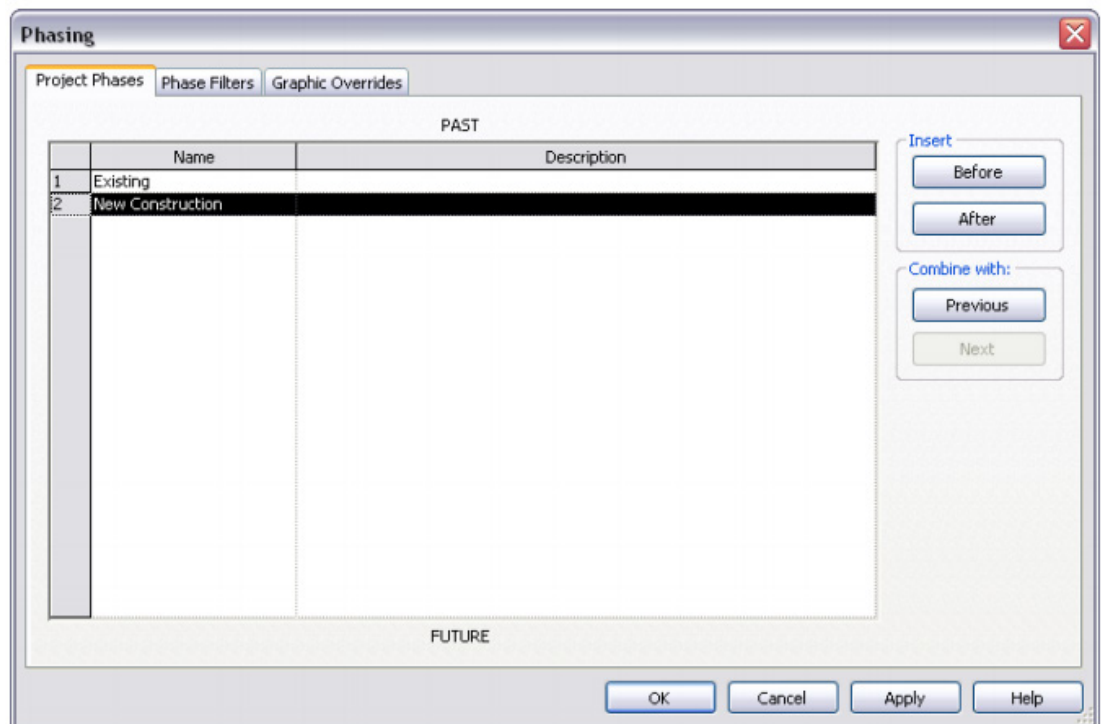 Phasing
Project Phases Phase Filters Graphic Overrides
PAST
Name Description
1 Existing
2 New Construction
FUTURE
Insert
Before
After
Combine with:
Previous
Next
OK Cancel Apply Help